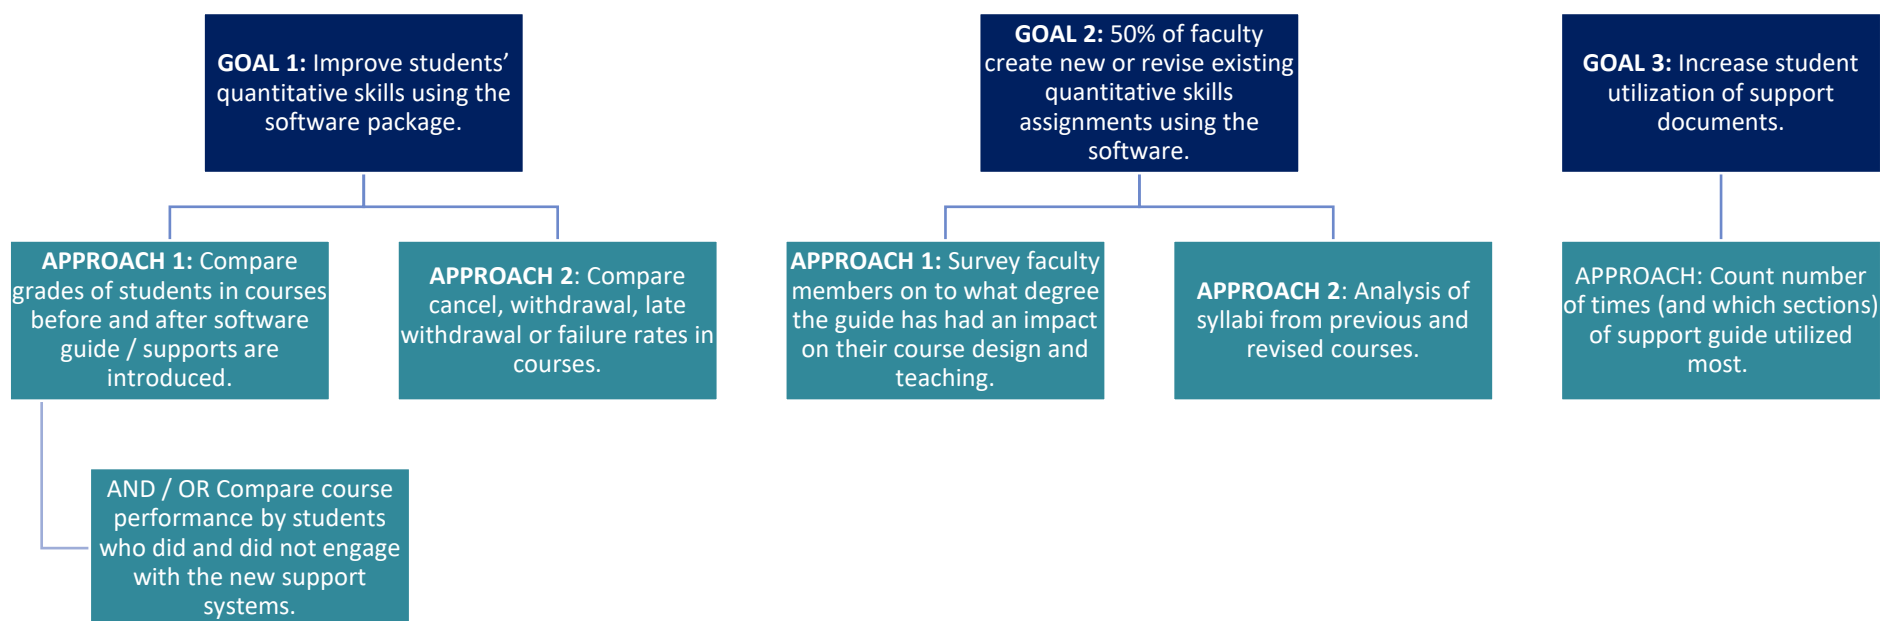 GOAL 1: Improve students’
quantitative skills using the
software package.
GOAL 2: 50% of faculty
create new or revise existing
quantitative skills
assignments using the
software.
GOAL 3: Increase student
utilization of support
documents.
APPROACH 1: Compare
grades of students in courses
before and after software
guide / supports are
introduced.
APPROACH 2: Compare
cancel, withdrawal, late
withdrawal or failure rates in
courses.
APPROACH 1: Survey faculty
members on to what degree
the guide has had an impact
on their course design and
teaching.
APPROACH 2: Analysis of
syllabi from previous and
revised courses.
APPROACH: Count number
of times (and which sections)
of support guide utilized
most.
AND / OR Compare course
performance by students
who did and did not engage
with the new support
systems.